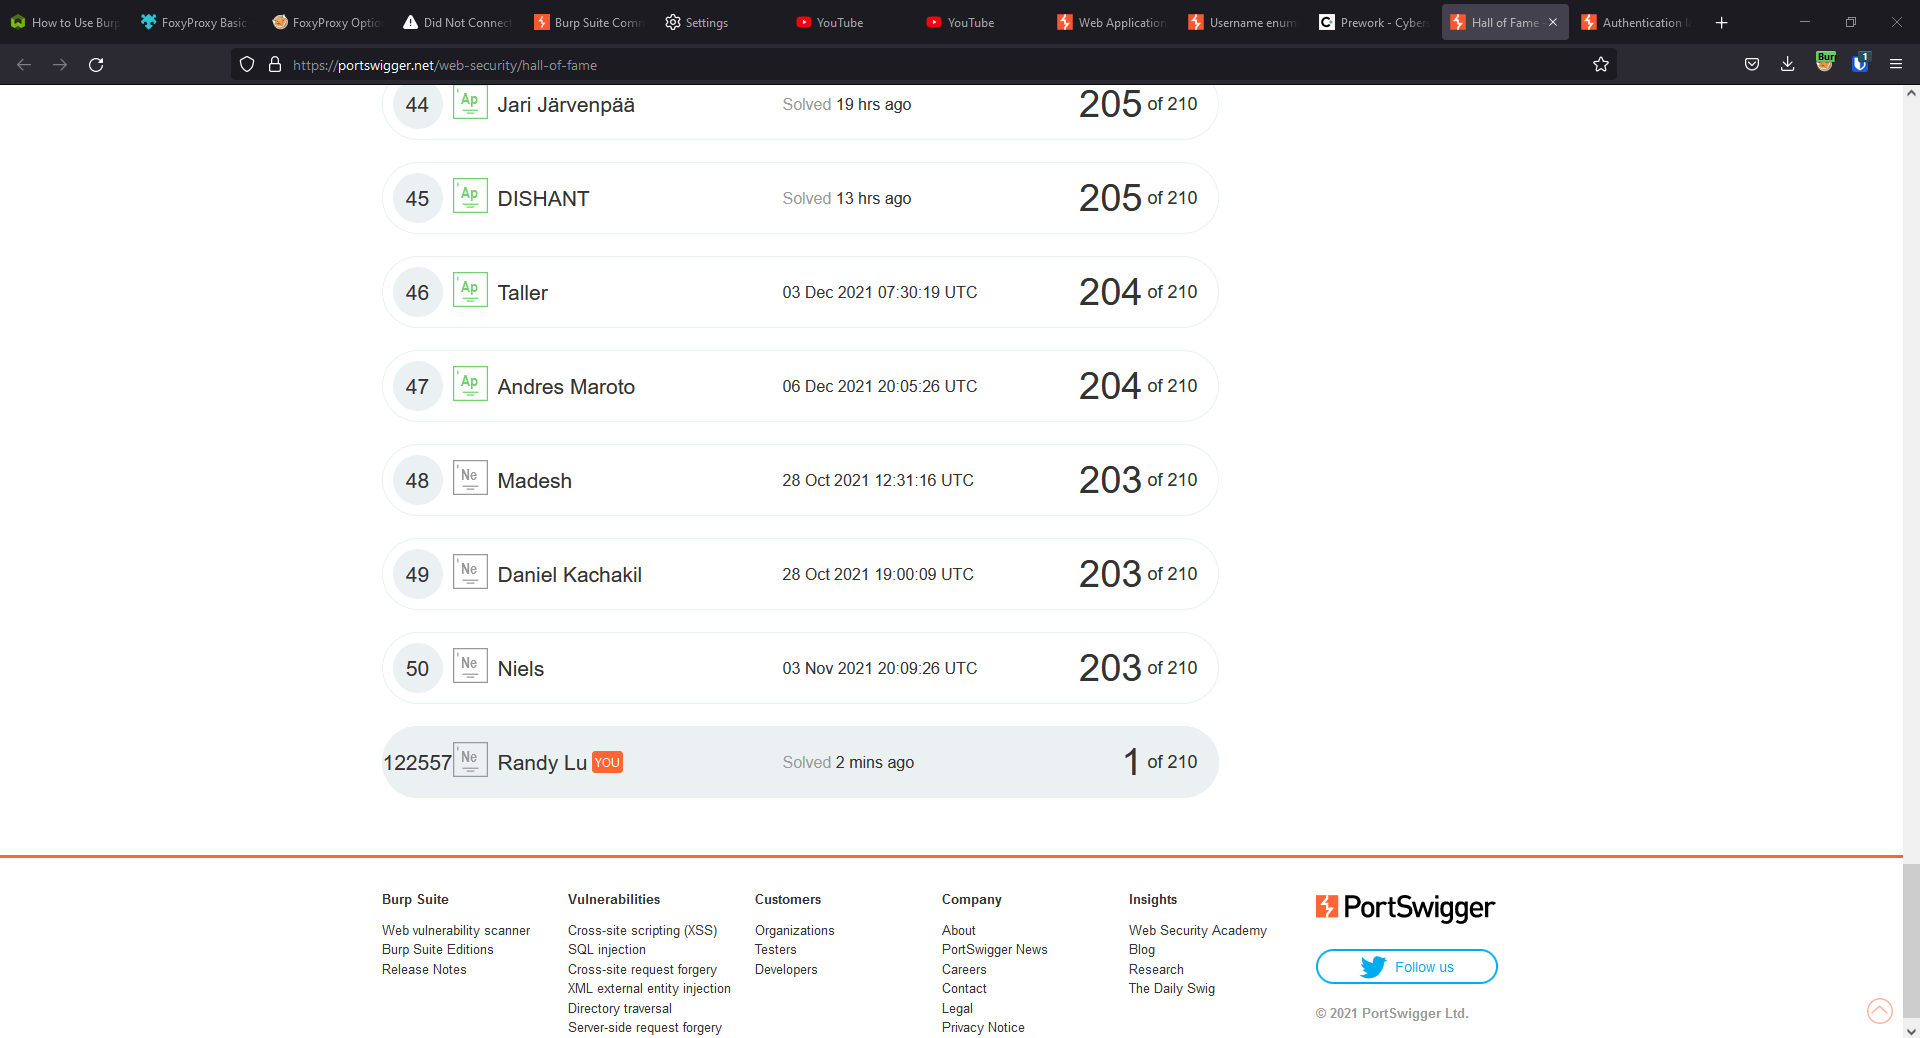 How to Use Burp
FoxyProxy Basic
FoxyProxy Optio
Did Not Connect
Burp Suite Com
Settings
YouTube
YouTube
Web Application
Username enum
Prework - Cyber
Hall of Fame
Authentication l
https://portswigger.net/web-security/hall-of-fame
Bur
1
44 Ap Jari Järvenpää Solved 19 hrs ago 205 of 210
45 Ap DISHANT Solved 13 hrs ago 205 of 210
46 Ap Taller 03 Dec 2021 07:30:19 UTC 204 of 210
47 Ap Andres Maroto 06 Dec 2021 20:05:26 UTC 204 of 210
48 Ne Madesh 28 Oct 2021 12:31:16 UTC 203 of 210
49 Ne Daniel Kachakil 28 Oct 2021 19:00:09 UTC 203 of 210
50 Ne Niels 03 Nov 2021 20:09:26 UTC 203 of 210
122557 Ne Randy Lu YOU Solved 2 mins ago 1 of 210
Burp Suite
Web vulnerability scanner
Burp Suite Editions
Release Notes
Vulnerabilities
Cross-site scripting (XSS)
SQL injection
Cross-site request forgery
XML external entity injection
Directory traversal
Server-side request forgery
Customers
Organizations
Testers
Developers
Company
About
PortSwigger News
Careers
Contact
Legal
Privacy Notice
Insights
Web Security Academy
Blog
Research
The Daily Swig
PortSwigger
Follow us
© 2021 PortSwigger Ltd.